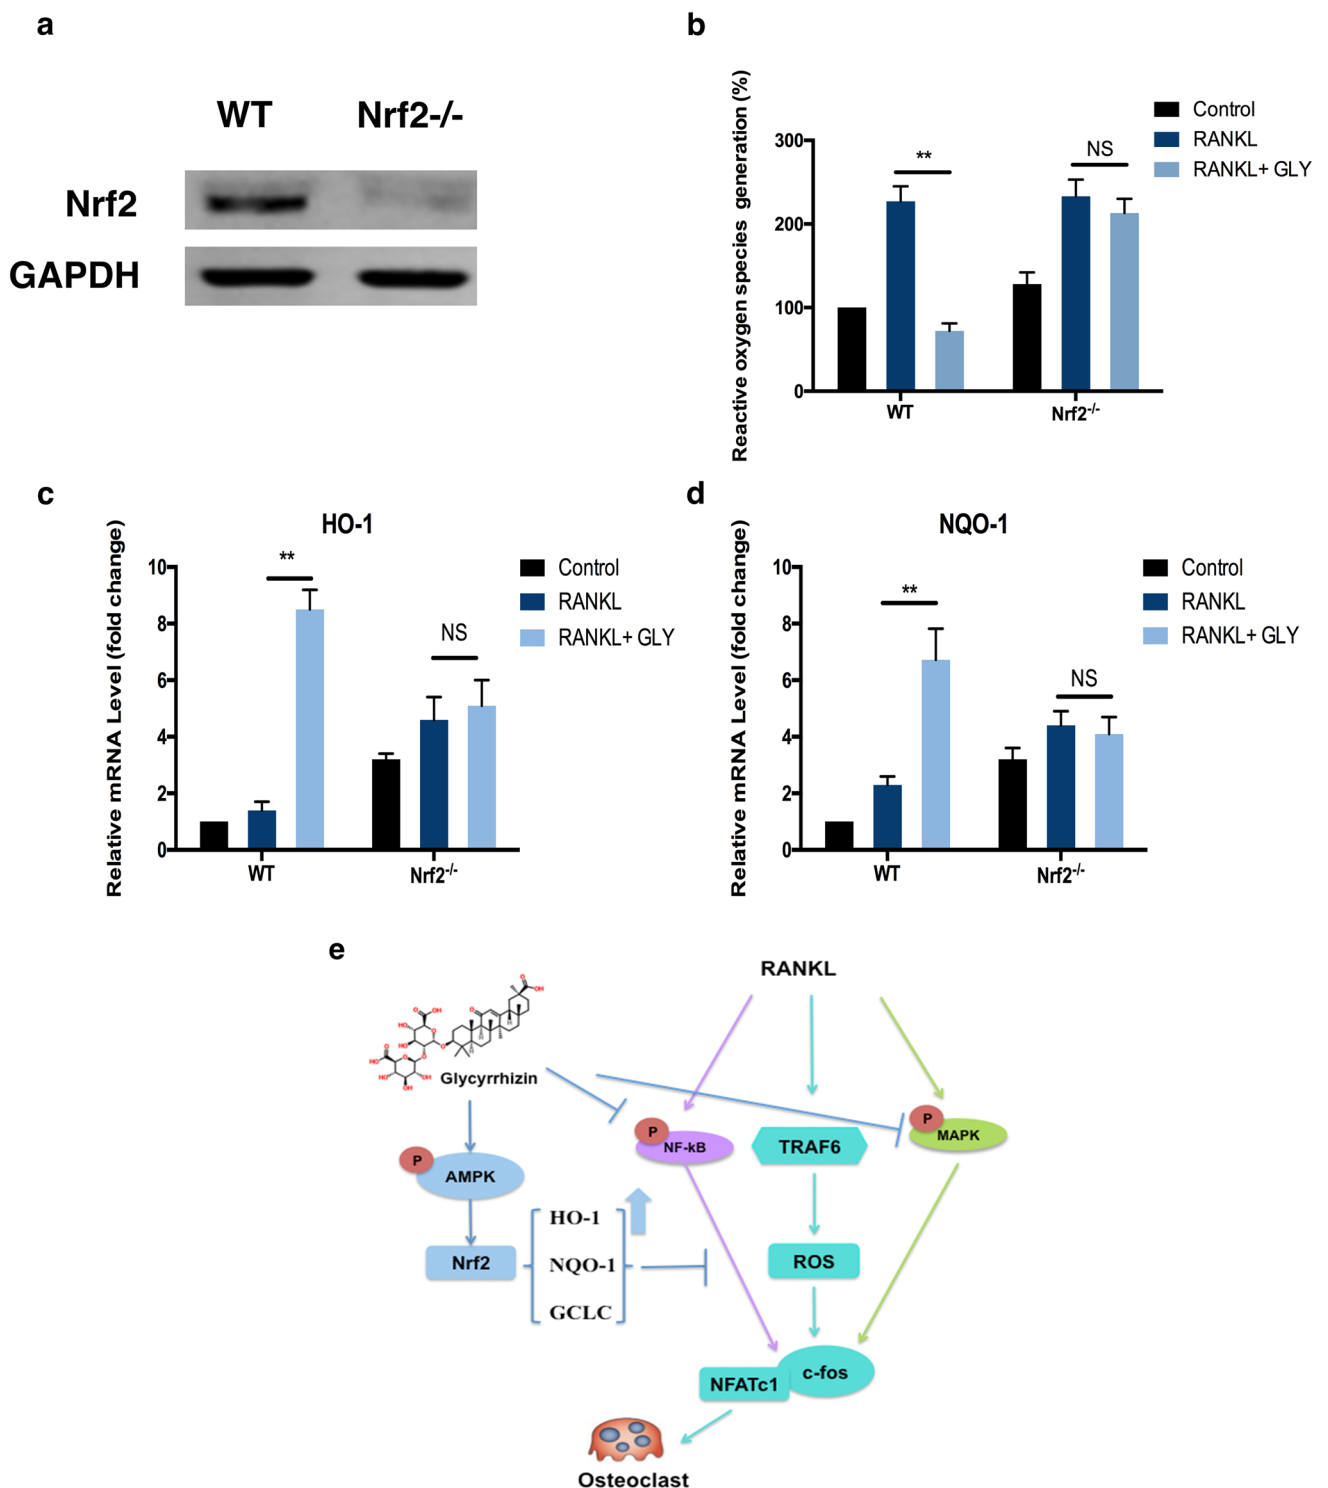 a
WT Nrf2-/-
Nrf2
GAPDH
b
Reactive oxygen species generation (%)
300
200
100
0
** NS
WT Nrf2-/-
Control
RANKL
RANKL+ GLY
c
HO-1
Relative mRNA Level (fold change)
10
8
6
4
2
0
** NS
WT Nrf2-/-
Control
RANKL
RANKL+ GLY
d
NQO-1
Relative mRNA Level (fold change)
10
8
6
4
2
0
** NS
WT Nrf2-/-
Control
RANKL
RANKL+ GLY
e
RANKL
Glycyrrhizin
P
AMPK
Nrf2
HO-1
NQO-1
GCLC
P
NF-kB
TRAF6
P
MAPK
ROS
NFATc1
c-fos
Osteoclast